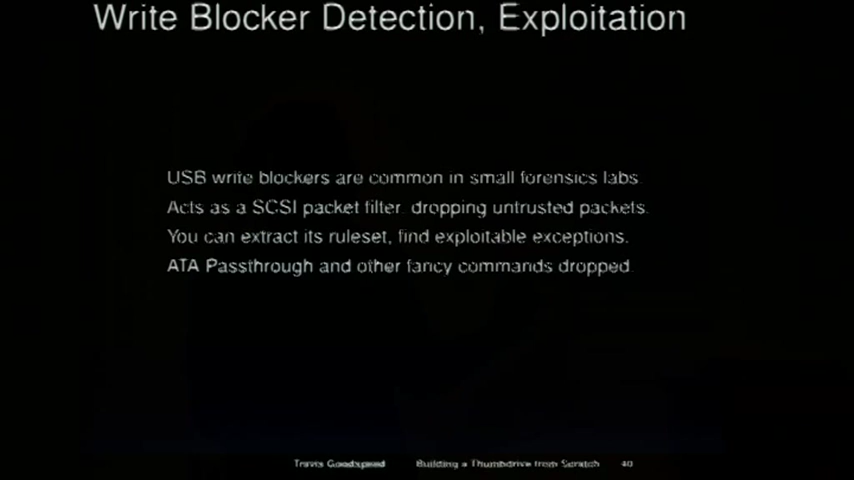 Write Blocker Detection, Exploitation
USB write blockers are common in small forensics labs.
Acts as a SCSI packet filter, dropping untrusted packets.
You can extract its ruleset, find exploitable exceptions.
ATA Passthrough and other fancy commands dropped.
Travis Goodspeed Building a Thumbdrive from Scratch 40